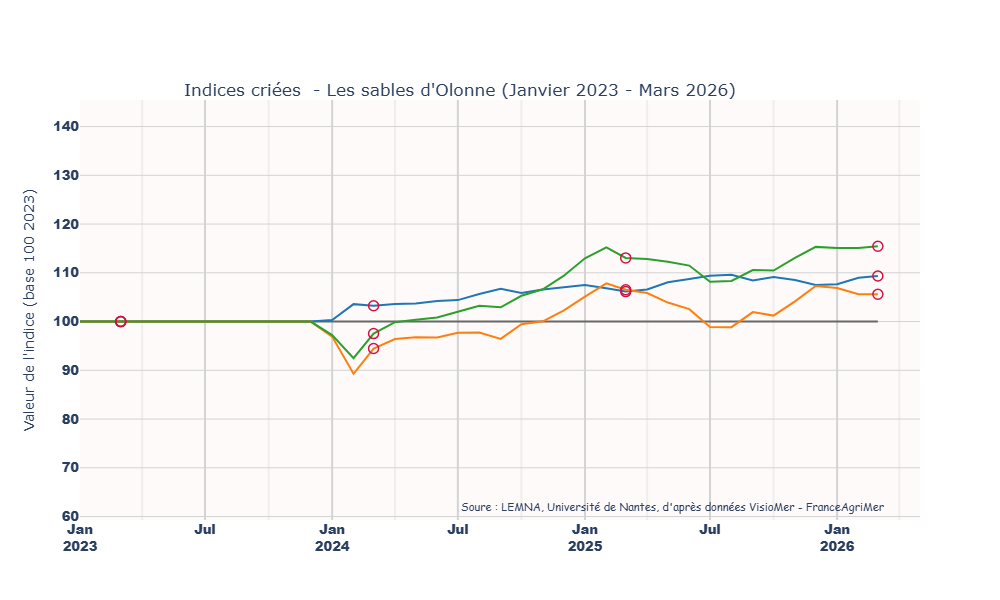 Indices criées - Les sables d'Olonne (Janvier 2023 - Mars 2026)
Valeur de l'indice (base 100 2023)
140
130
120
110
100
90
80
70
60
Soure : LEMNA, Université de Nantes, d'après données VisioMer - FranceAgriMer
Jan Jul Jan Jul Jan Jul Jan
2023 2024 2025 2026